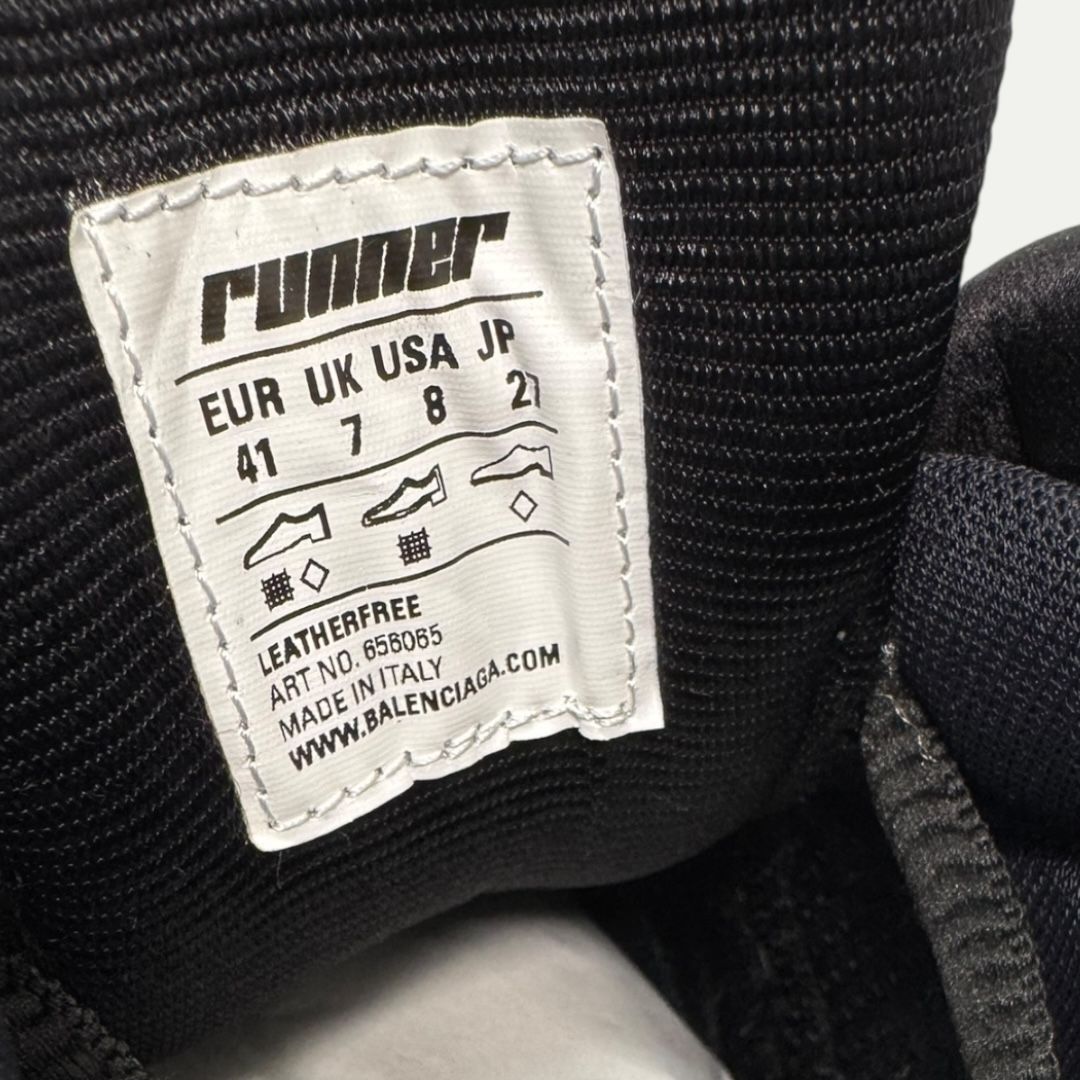 runner
EUR UK USA JP
41 7 8 27
LEATHERFREE
ART NO. 656065
MADE IN ITALY
WWW.BALENCIAGA.COM